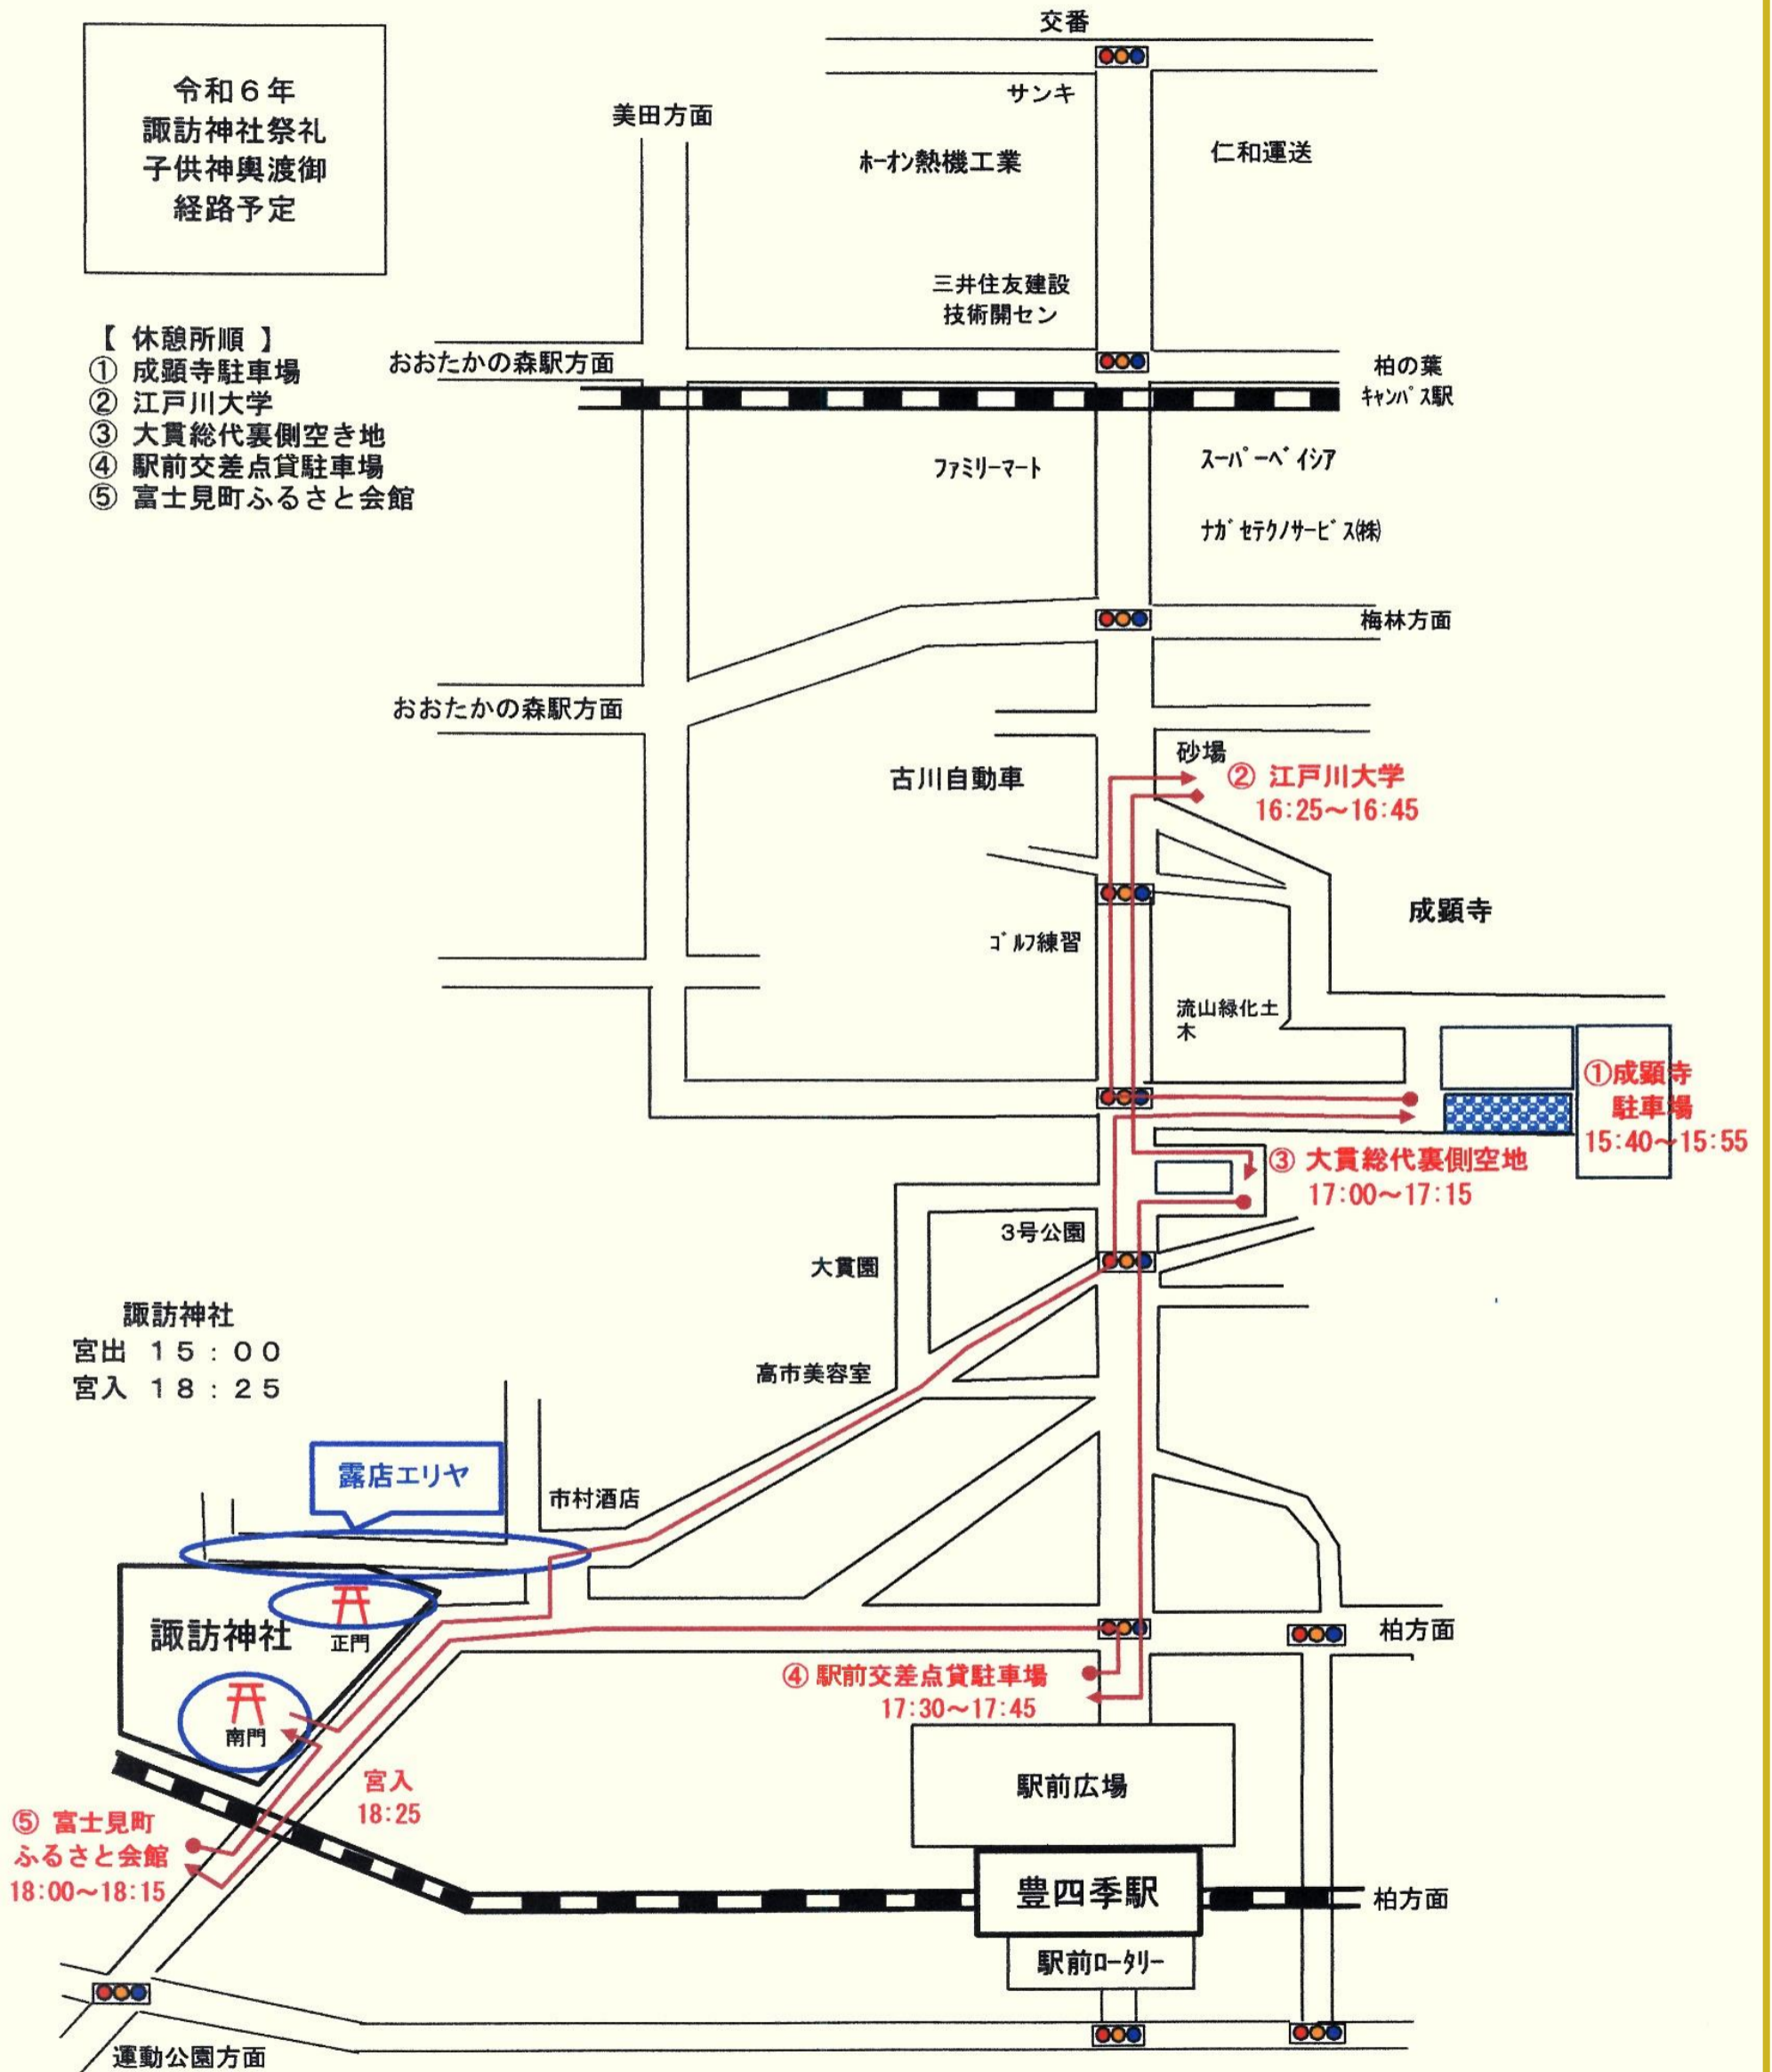 令和６年
諏訪神社祭礼
子供神輿渡御
経路予定
【 休憩所順 】
① 成顕寺駐車場
② 江戸川大学
③ 大貫総代裏側空き地
④ 駅前交差点貸駐車場
⑤ 富士見町ふるさと会館
交番
サンキ
美田方面
ホーオン熱機工業
仁和運送
三井住友建設
技術開セン
おおたかの森駅方面
柏の葉
ｷｬﾝﾊﾟｽ駅
ファミリーマート
スーパーベイシア
ﾅｶﾞｾﾃｸﾉｻｰﾋﾞｽ㈱
梅林方面
おおたかの森駅方面
砂場
② 江戸川大学
16:25～16:45
古川自動車
成顕寺
ｺﾞﾙﾌ練習
流山緑化土
木
①成顕寺
駐車場
15:40～15:55
③ 大貫総代裏側空地
17:00～17:15
３号公園
大貫園
諏訪神社
宮出 １５：００
宮入 １８：２５
高市美容室
露店エリヤ
市村酒店
諏訪神社
正門
南門
柏方面
④ 駅前交差点貸駐車場
17:30～17:45
宮入
18:25
駅前広場
⑤ 富士見町
ふるさと会館
18:00～18:15
豊四季駅
柏方面
駅前ﾛｰﾀﾘｰ
運動公園方面